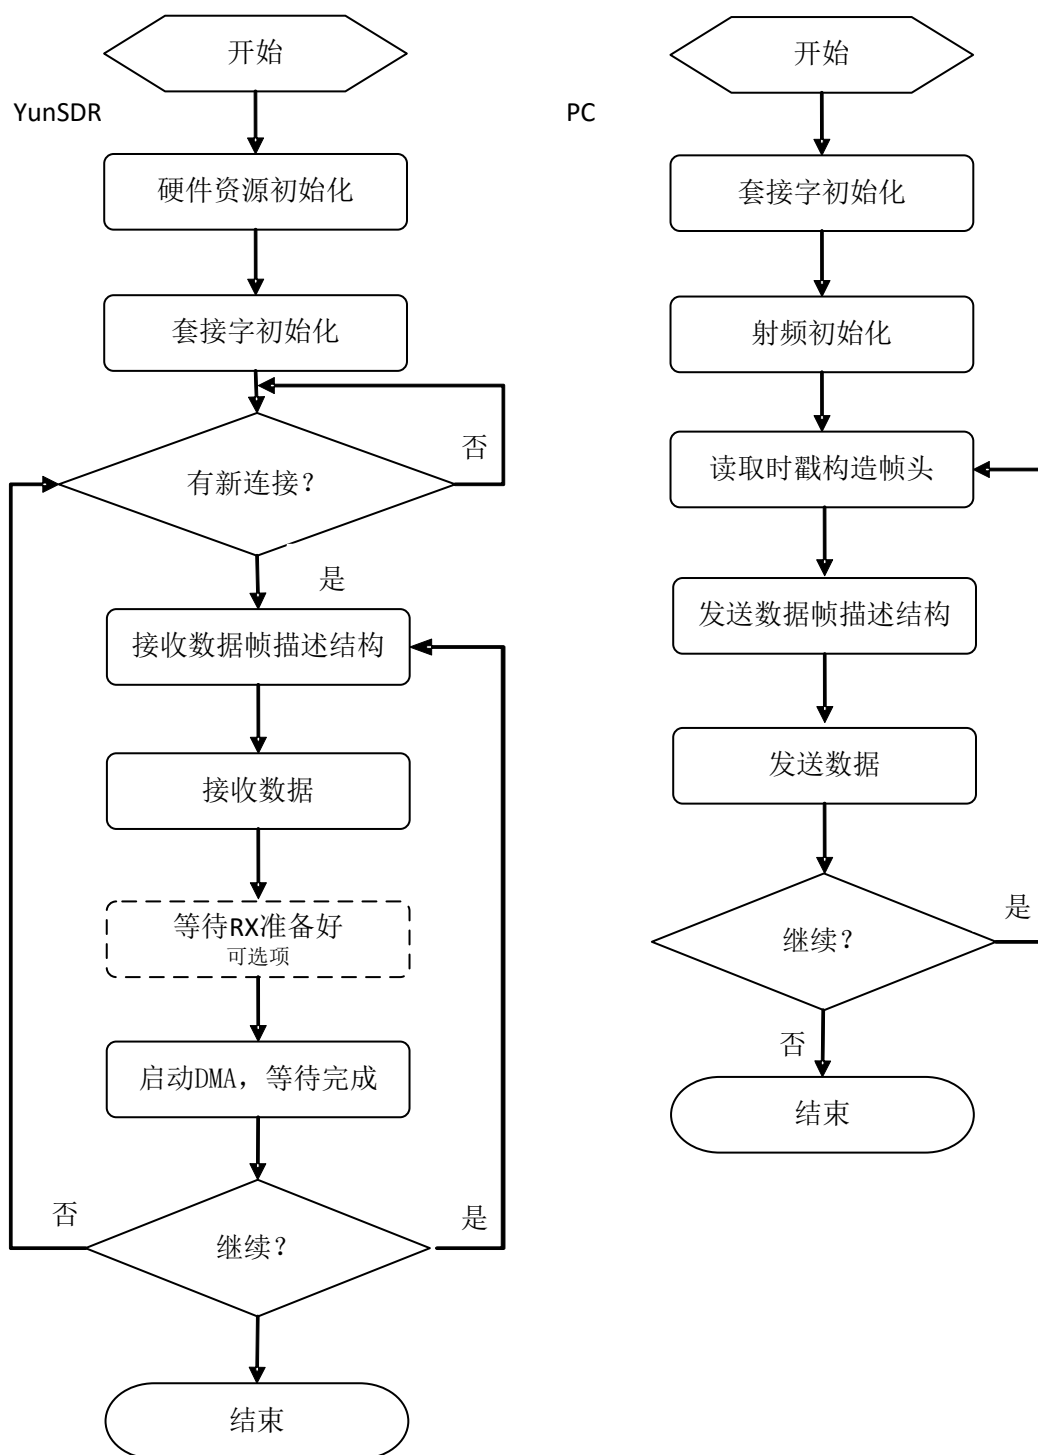 开始
YunSDR
硬件资源初始化
套接字初始化
否
有新连接？
是
接收数据帧描述结构
接收数据
等待RX准备好
可选项
启动DMA，等待完成
否
是
继续？
结束
开始
PC
套接字初始化
射频初始化
读取时戳构造帧头
发送数据帧描述结构
发送数据
是
继续？
否
结束